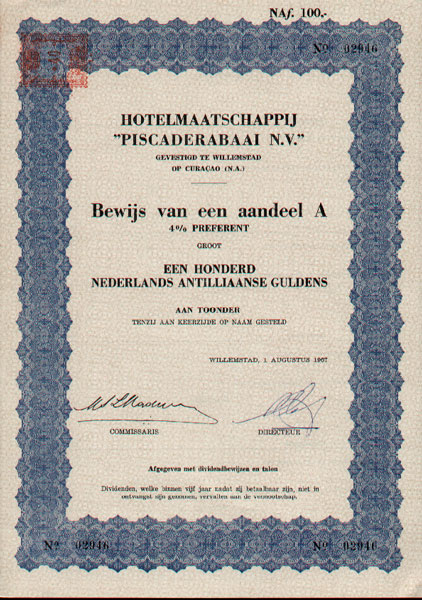 NAƒ. 100,-
Nº 02946
HOTELMAATSCHAPPIJ
"PISCADERABAAI N.V."
GEVESTIGD TE WILLEMSTAD
OP CURAÇAO (N.A.)
Bewijs van een aandeel A
4% PREFERENT
GROOT
EEN HONDERD
NEDERLANDS ANTILLIAANSE GULDENS
AAN TOONDER
TENZIJ AAN KEERZIJDE OP NAAM GESTELD
WILLEMSTAD, 1 AUGUSTUS 1967
COMMISSARIS
DIRECTEUR
Afgegeven met dividendbewijzen en talon
Dividenden, welke binnen vijf jaar nadat zij betaalbaar zijn, niet in
ontvangst zijn genomen, vervallen aan de vennootschap.
Nº 02946
Nº 02946